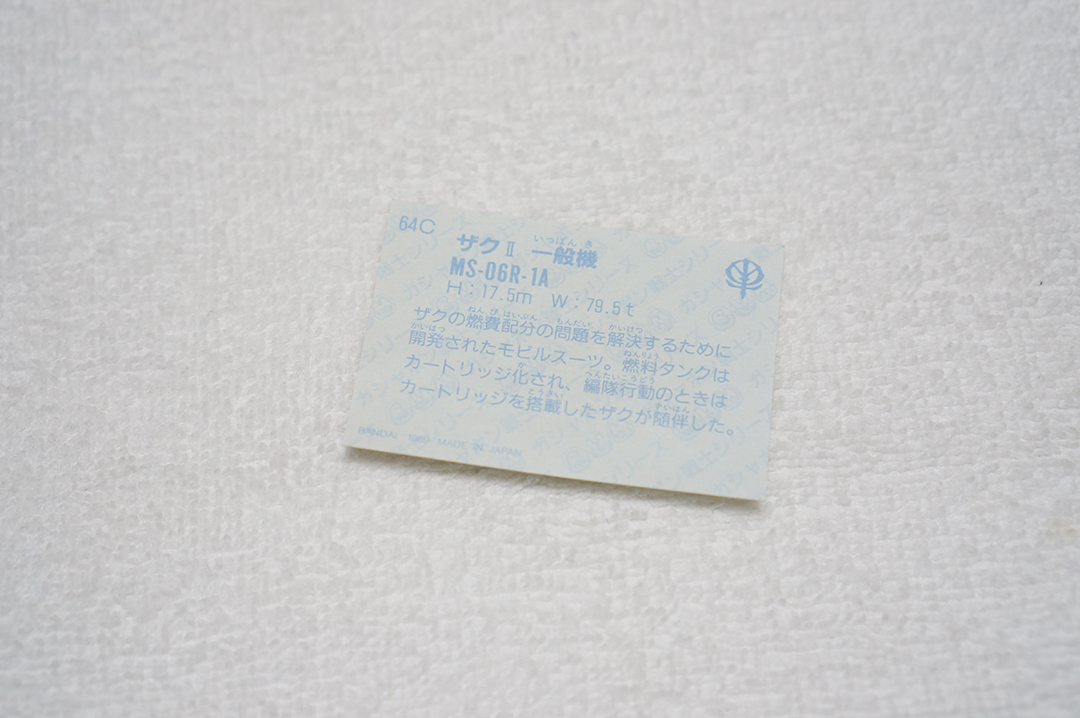 64C
ザクⅡ 一般機
MS-06R-1A
H：17.5m W：79.5t
ザクの燃費配分の問題を解決するために
開発されたモビルスーツ。燃料タンクは
カートリッジ化され、編隊行動のときは
カートリッジを搭載したザクが随伴した。
BANDAI 1989 MADE IN JAPAN